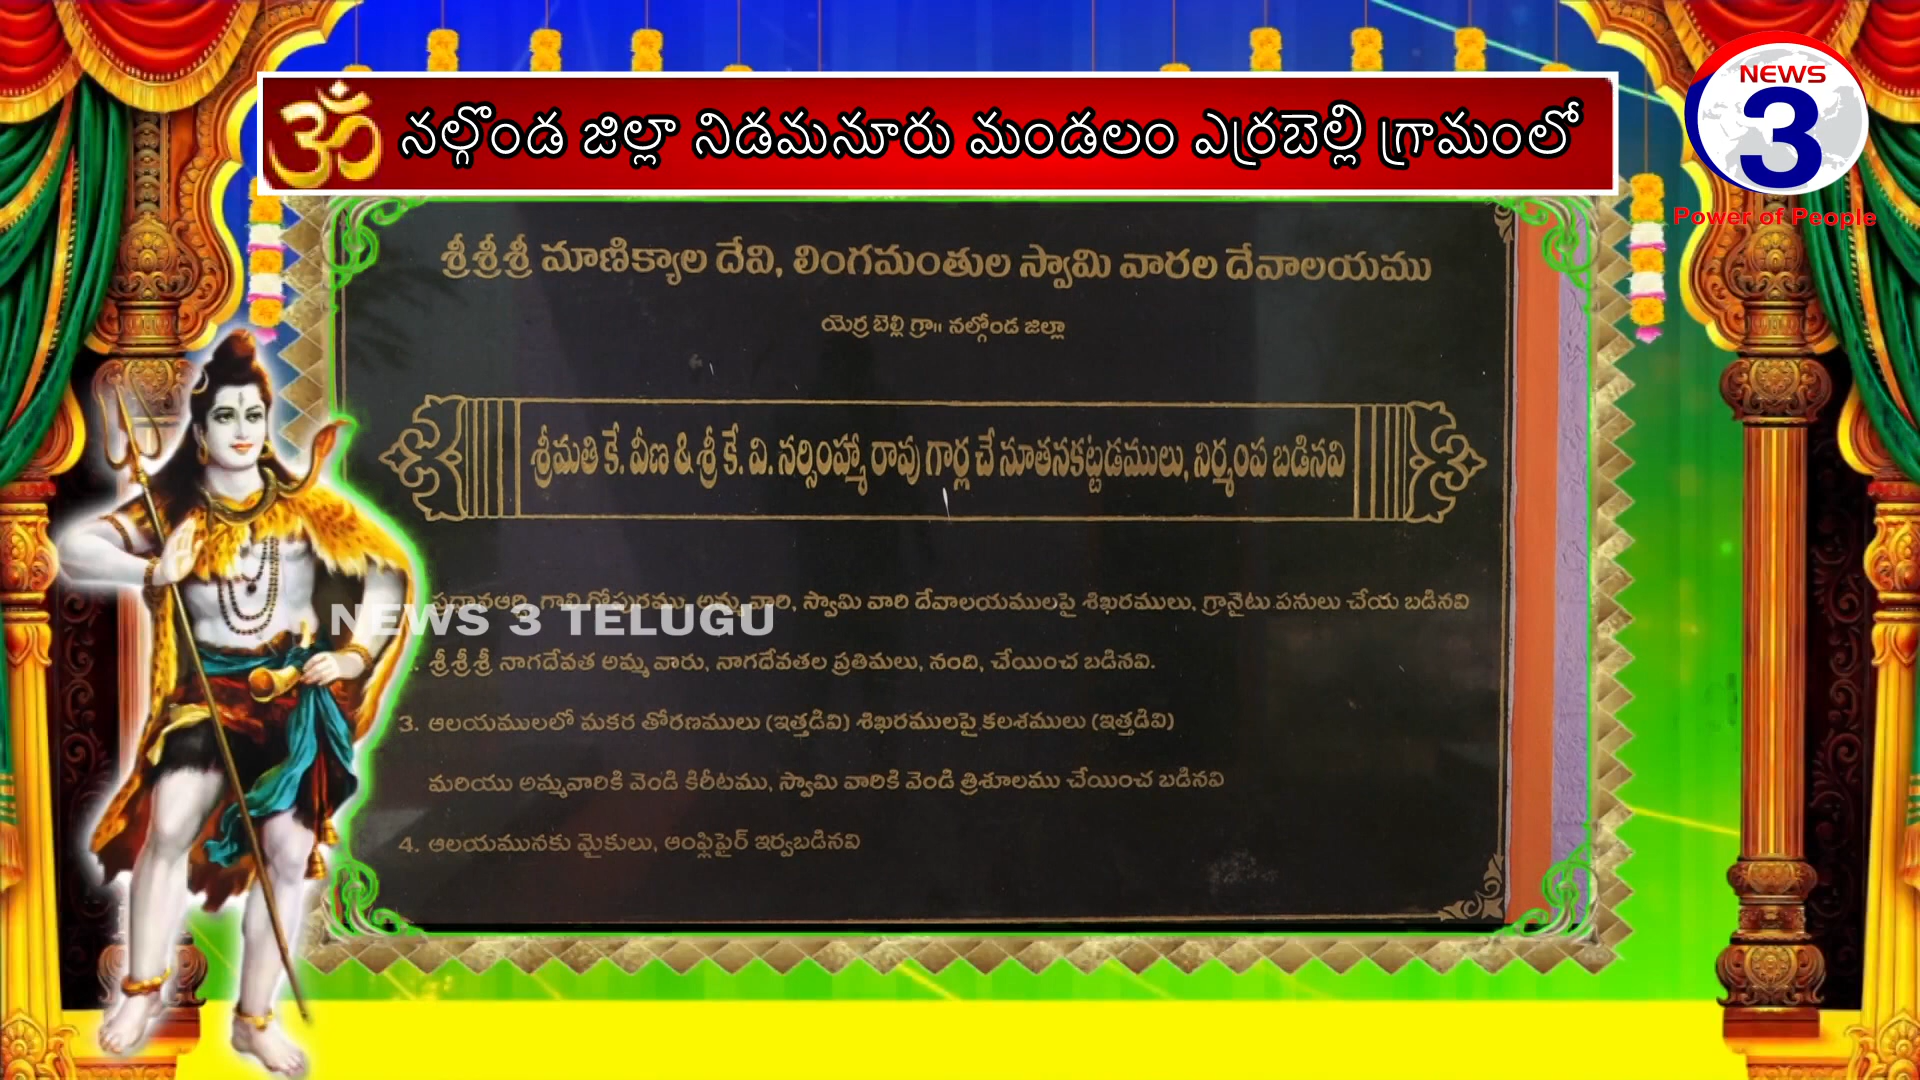 నల్గొండ జిల్లా నిడమనూరు మండలం ఎర్రబెల్లి గ్రామంలో
NEWS
3
Power of People
శ్రీశ్రీశ్రీ మాణిక్యాల దేవి, లింగమంతుల స్వామి వారల దేవాలయము
యెర్ర బెల్లి గ్రా॥ నల్గోండ జిల్లా
శ్రీమతి కే. వీణ & శ్రీ కే. వి. నర్సింహ్మా రావు గార్ల చే నూతనకట్టడములు, నిర్మంప బడినవి
అమ్మవారి, స్వామి వారి దేవాలయములపై శిఖరములు, గ్రానైటు పనులు చేయ బడినవి
NEWS 3 TELUGU
శ్రీ శ్రీ శ్రీ నాగదేవత అమ్మవారు, నాగదేవతల ప్రతిమలు, నంది, చేయించ బడినవి.
3. ఆలయములలో మకర తోరణములు (ఇత్తడివి) శిఖరములపై కలశములు (ఇత్తడివి)
మరియు అమ్మవారికి వెండి కిరీటము, స్వామి వారికి వెండి త్రిశూలము చేయించ బడినవి
4. ఆలయమునకు మైకులు, ఆంఫ్లిఫైర్ ఇర్వబడినవి